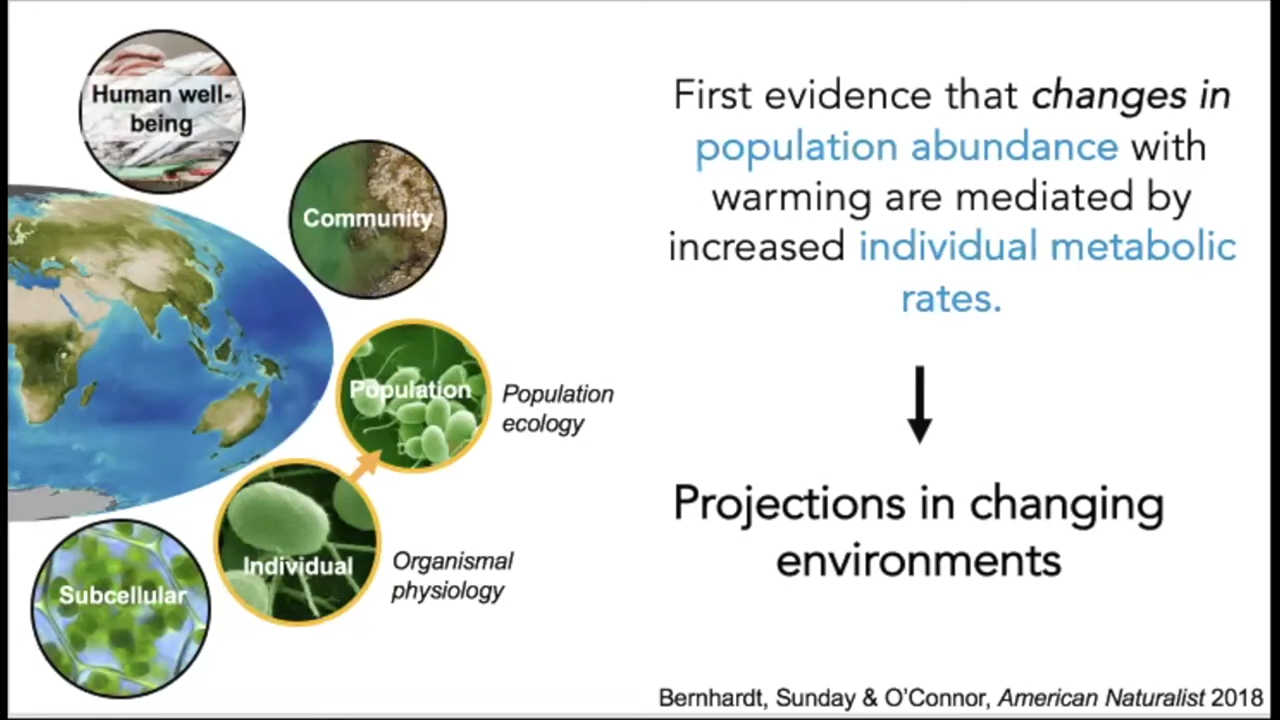 Human well-
being
Community
Population
Population
ecology
Individual
Organismal
physiology
Subcellular
First evidence that changes in
population abundance with
warming are mediated by
increased individual metabolic
rates.
Projections in changing
environments
Bernhardt, Sunday & O’Connor, American Naturalist 2018